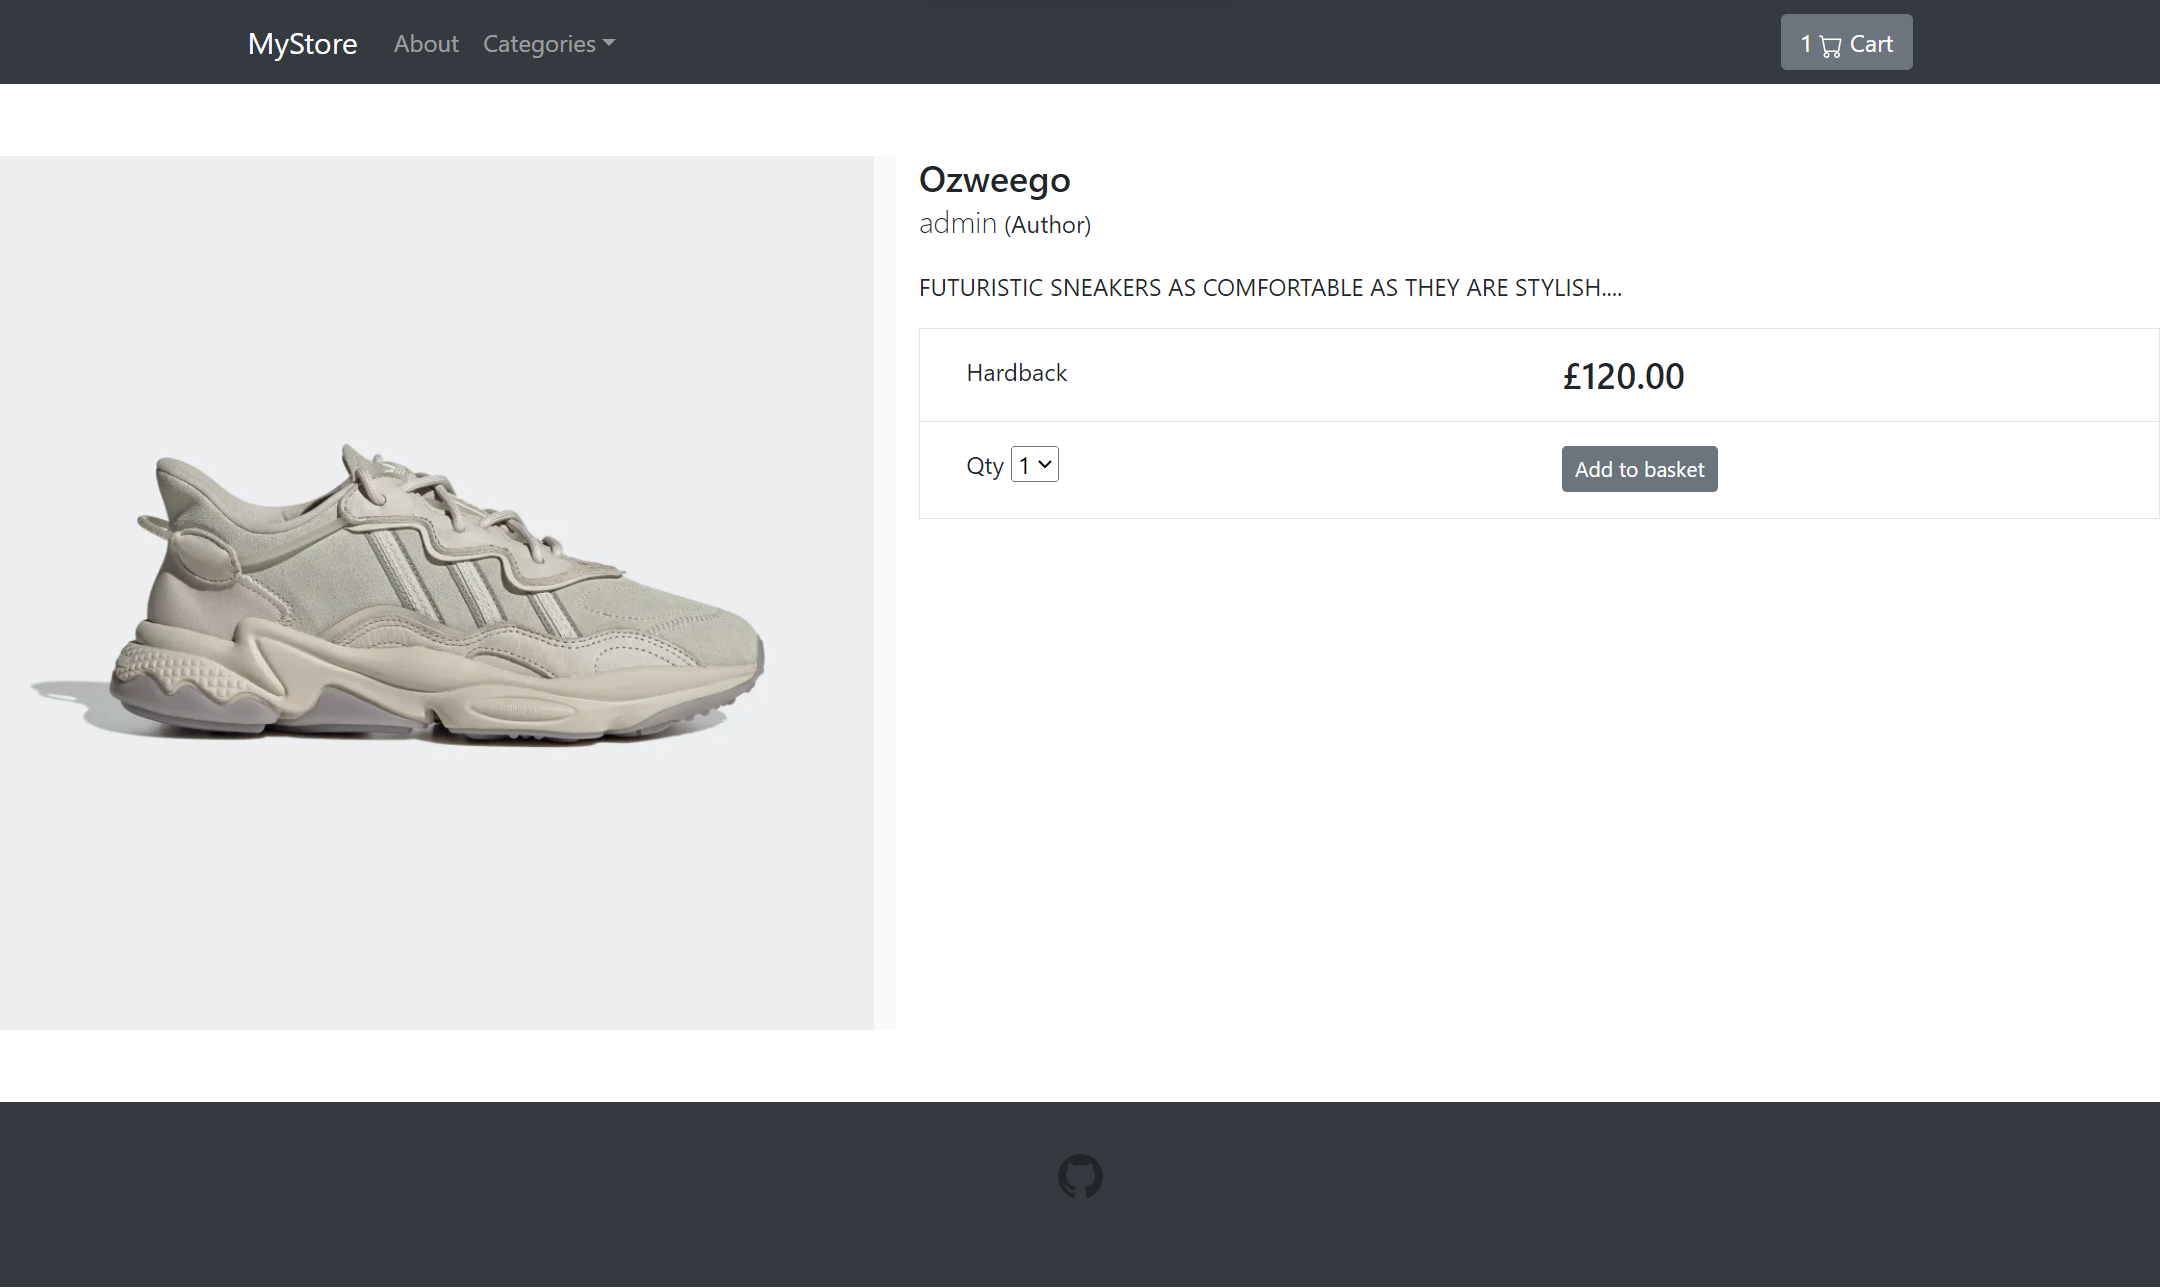 MyStore About Categories 1 Cart
Ozweego
admin (Author)
FUTURISTIC SNEAKERS AS COMFORTABLE AS THEY ARE STYLISH....
Hardback £120.00
Qty 1 Add to basket